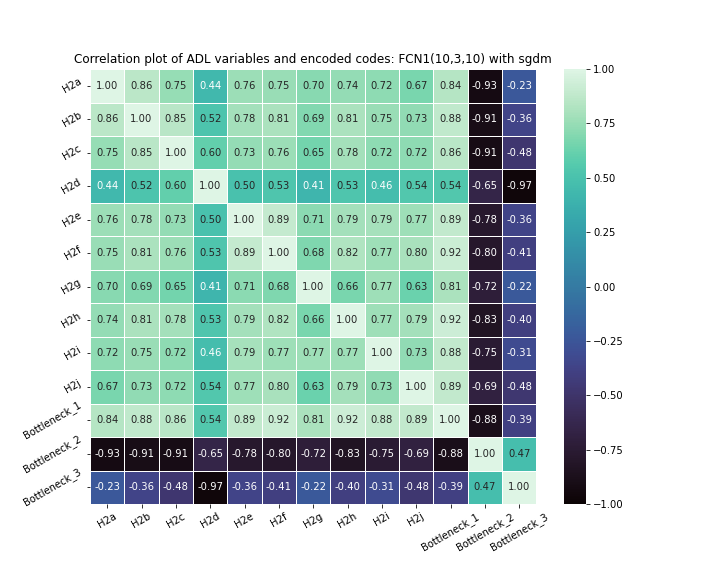 Correlation plot of ADL variables and encoded codes: FCN1(10,3,10) with sgdm
H2a 1.00 0.86 0.75 0.44 0.76 0.75 0.70 0.74 0.72 0.67 0.84 -0.93 -0.23
H2b 0.86 1.00 0.85 0.52 0.78 0.81 0.69 0.81 0.75 0.73 0.88 -0.91 -0.36
H2c 0.75 0.85 1.00 0.60 0.73 0.76 0.65 0.78 0.72 0.72 0.86 -0.91 -0.48
H2d 0.44 0.52 0.60 1.00 0.50 0.53 0.41 0.53 0.46 0.54 0.54 -0.65 -0.97
H2e 0.76 0.78 0.73 0.50 1.00 0.89 0.71 0.79 0.79 0.77 0.89 -0.78 -0.36
H2f 0.75 0.81 0.76 0.53 0.89 1.00 0.68 0.82 0.77 0.80 0.92 -0.80 -0.41
H2g 0.70 0.69 0.65 0.41 0.71 0.68 1.00 0.66 0.77 0.63 0.81 -0.72 -0.22
H2h 0.74 0.81 0.78 0.53 0.79 0.82 0.66 1.00 0.77 0.79 0.92 -0.83 -0.40
H2i 0.72 0.75 0.72 0.46 0.79 0.77 0.77 0.77 1.00 0.73 0.88 -0.75 -0.31
H2j 0.67 0.73 0.72 0.54 0.77 0.80 0.63 0.79 0.73 1.00 0.89 -0.69 -0.48
Bottleneck_1 0.84 0.88 0.86 0.54 0.89 0.92 0.81 0.92 0.88 0.89 1.00 -0.88 -0.39
Bottleneck_2 -0.93 -0.91 -0.91 -0.65 -0.78 -0.80 -0.72 -0.83 -0.75 -0.69 -0.88 1.00 0.47
Bottleneck_3 -0.23 -0.36 -0.48 -0.97 -0.36 -0.41 -0.22 -0.40 -0.31 -0.48 -0.39 0.47 1.00
H2a H2b H2c H2d H2e H2f H2g H2h H2i H2j Bottleneck_1 Bottleneck_2 Bottleneck_3
1.00
0.75
0.50
0.25
0.00
-0.25
-0.50
-0.75
-1.00